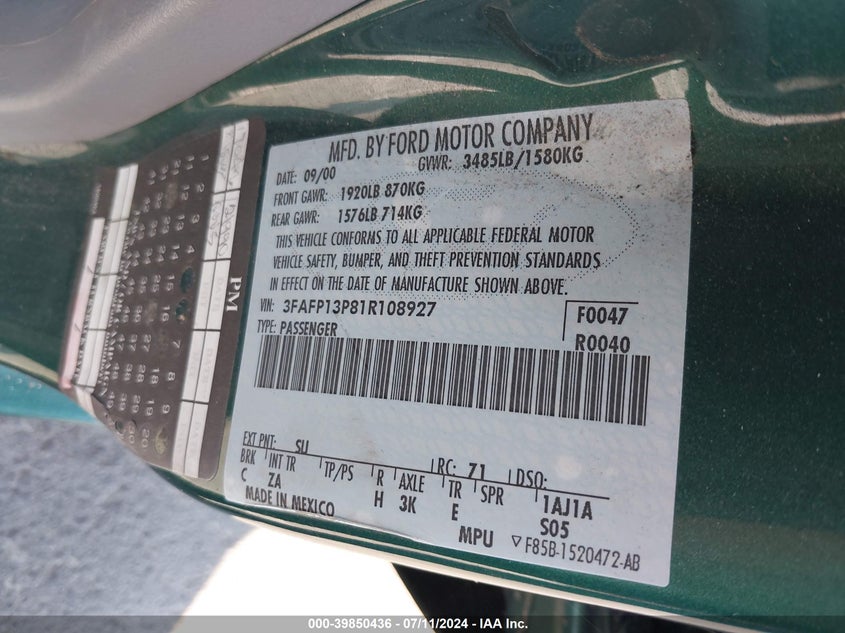 MFD. BY FORD MOTOR COMPANY
DATE: 09/00 GVWR: 3485LB/1580KG
FRONT GAWR: 1920LB 870KG
REAR GAWR: 1576LB 714KG
THIS VEHICLE CONFORMS TO ALL APPLICABLE FEDERAL MOTOR
VEHICLE SAFETY, BUMPER, AND THEFT PREVENTION STANDARDS
IN EFFECT ON THE DATE OF MANUFACTURE SHOWN ABOVE.
VIN: 3FAFP13P81R108927
F0047
TYPE: PASSENGER
R0040
EXT PNT: SU RC: 71 DSO:
BRK INT TR TP/PS R AXLE TR SPR 1AJ1A
C ZA H 3K E S05
MADE IN MEXICO MPU F85B-1520472-AB
PM
000-39850436 - 07/11/2024 - IAA Inc.